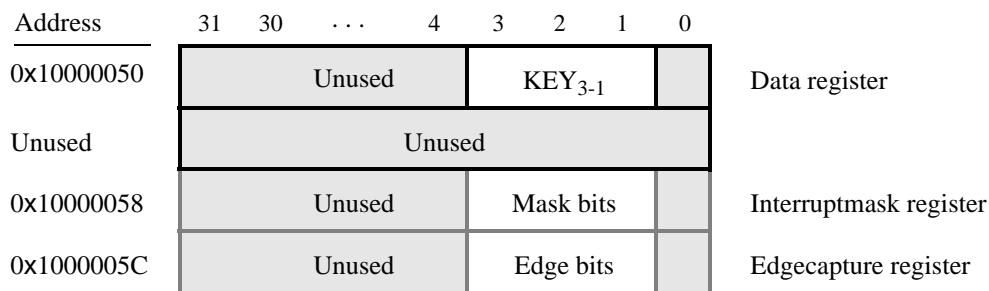 Address 31 30 · · · 4 3 2 1 0
0x10000050 Unused KEY3-1 Data register
Unused Unused
0x10000058 Unused Mask bits Interruptmask register
0x1000005C Unused Edge bits Edgecapture register